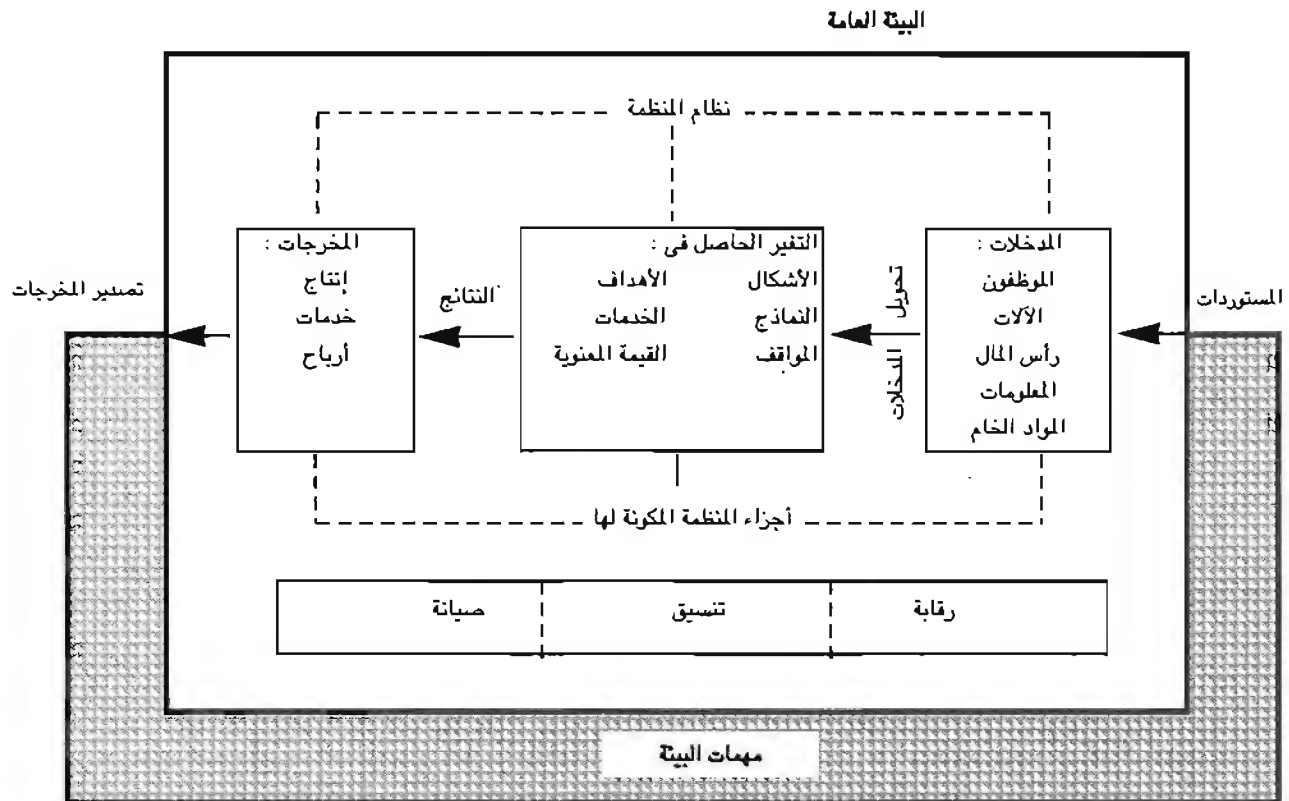 البيئة العامة
نظام المنظمة
المستوردات
المدخلات :
الموظفون
الآلات
رأس المال
المعلومات
المواد الخام
تحويل
المدخلات
التغير الحاصل فى :
الأشكال الأهداف
النماذج الخدمات
المواقف القيمة المعنوية
النتائج
المخرجات :
إنتاج
خدمات
أرباح
تصدير المخرجات
أجزاء المنظمة المكونة لها
رقابة تنسيق صيانة
مهمات البيئة